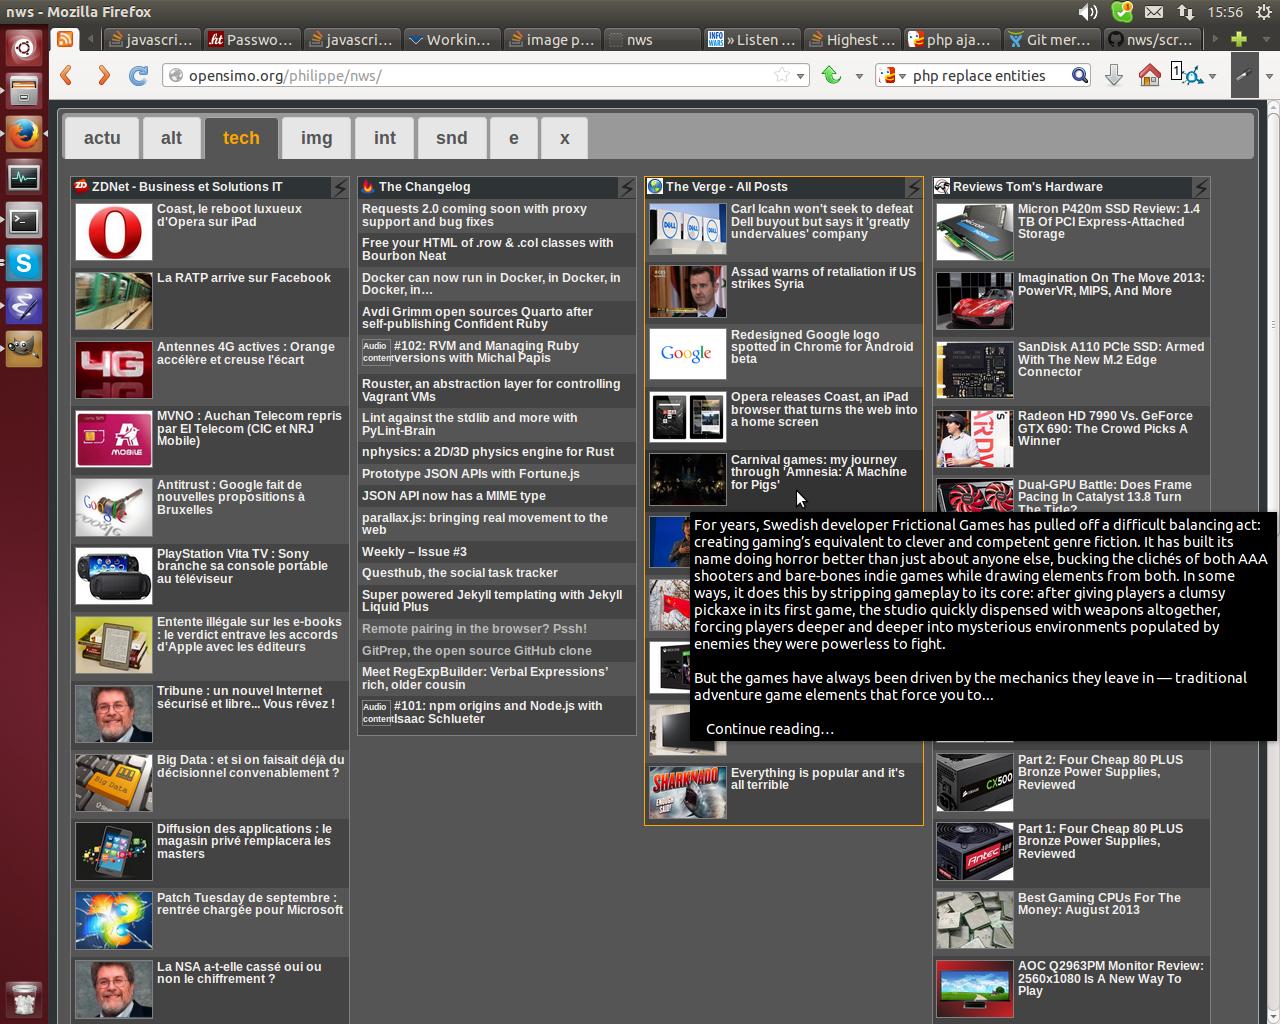 nws - Mozilla Firefox
15:56
javascri...
Passwo...
javascri...
Workin...
image p...
nws
» Listen ...
Highest ...
php aja...
Git mer...
nws/scr...
opensimo.org/philippe/nws/
php replace entities
1
actu
alt
tech
img
int
snd
e
x
ZDNet - Business et Solutions IT
Coast, le reboot luxueux
d'Opera sur iPad
La RATP arrive sur Facebook
Antennes 4G actives : Orange
accélère et creuse l'écart
MVNO : Auchan Telecom repris
par EI Telecom (CIC et NRJ
Mobile)
Antitrust : Google fait de
nouvelles propositions à
Bruxelles
PlayStation Vita TV : Sony
branche sa console portable
au téléviseur
Entente illégale sur les e-books
: le verdict entrave les accords
d'Apple avec les éditeurs
Tribune : un nouvel Internet
sécurisé et libre... Vous rêvez !
Big Data : et si on faisait déjà du
décisionnel convenablement ?
Diffusion des applications : le
magasin privé remplacera les
masters
Patch Tuesday de septembre :
rentrée chargée pour Microsoft
La NSA a-t-elle cassé oui ou
non le chiffrement ?
The Changelog
Requests 2.0 coming soon with proxy
support and bug fixes
Free your HTML of .row & .col classes with
Bourbon Neat
Docker can now run in Docker, in Docker, in
Docker, in…
Avdi Grimm open sources Quarto after
self-publishing Confident Ruby
Audio content
#102: RVM and Managing Ruby
versions with Michal Papis
Rouster, an abstraction layer for controlling
Vagrant VMs
Lint against the stdlib and more with
PyLint-Brain
nphysics: a 2D/3D physics engine for Rust
Prototype JSON APIs with Fortune.js
JSON API now has a MIME type
parallax.js: bringing real movement to the
web
Weekly – Issue #3
Questhub, the social task tracker
Super powered Jekyll templating with Jekyll
Liquid Plus
Remote pairing in the browser? Pssh!
GitPrep, the open source GitHub clone
Meet RegExpBuilder: Verbal Expressions'
rich, older cousin
Audio content
#101: npm origins and Node.js with
Isaac Schlueter
The Verge - All Posts
Carl Icahn won't seek to defeat
Dell buyout but says it 'greatly
undervalues' company
Assad warns of retaliation if US
strikes Syria
Redesigned Google logo
spotted in Chrome for Android
beta
Opera releases Coast, an iPad
browser that turns the web into
a home screen
Carnival games: my journey
through 'Amnesia: A Machine
for Pigs'
For years, Swedish developer Frictional Games has pulled off a difficult balancing act:
creating gaming's equivalent to clever and competent genre fiction. It has built its
name doing horror better than just about anyone else, bucking the clichés of both AAA
shooters and bare-bones indie games while drawing elements from both. In some
ways, it does this by stripping gameplay to its core: after giving players a clumsy
pickaxe in its first game, the studio quickly dispensed with weapons altogether,
forcing players deeper and deeper into mysterious environments populated by
enemies they were powerless to fight.
But the games have always been driven by the mechanics they leave in — traditional
adventure game elements that force you to...
Continue reading…
Everything is popular and it's
all terrible
Reviews Tom's Hardware
Micron P420m SSD Review: 1.4
TB Of PCI Express-Attached
Storage
Imagination On The Move 2013:
PowerVR, MIPS, And More
SanDisk A110 PCIe SSD: Armed
With The New M.2 Edge
Connector
Radeon HD 7990 Vs. GeForce
GTX 690: The Crowd Picks A
Winner
Dual-GPU Battle: Does Frame
Pacing In Catalyst 13.8 Turn
The Tide?
Part 2: Four Cheap 80 PLUS
Bronze Power Supplies,
Reviewed
Part 1: Four Cheap 80 PLUS
Bronze Power Supplies,
Reviewed
Best Gaming CPUs For The
Money: August 2013
AOC Q2963PM Monitor Review:
2560x1080 Is A New Way To
Play
4G
MOBILE
Big Data
DELL
Google
SHARKNADO
ENOUGH SAID!
CX500
Antec